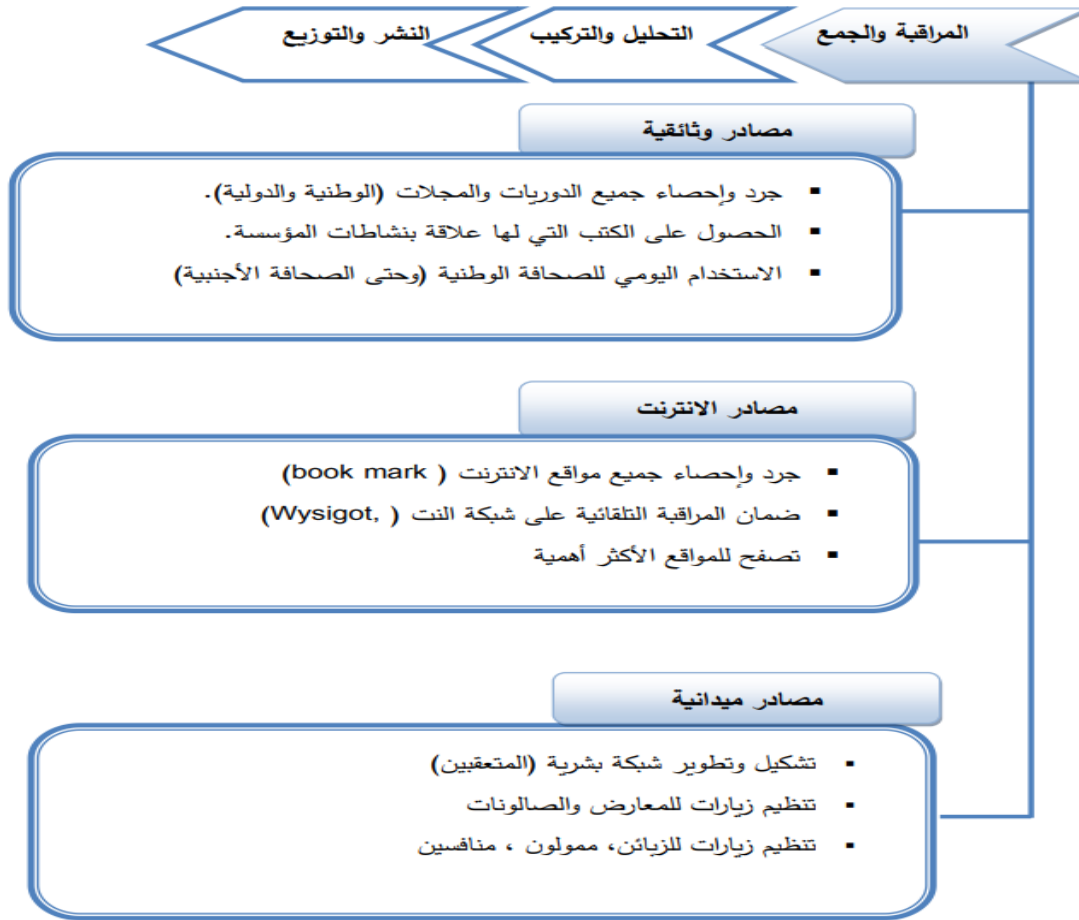 المراقبة والجمع
التحليل والتركيب
النشر والتوزيع
مصادر وثائقية
▪ جرد وإحصاء جميع الدوريات والمجلات (الوطنية والدولية).
▪ الحصول على الكتب التي لها علاقة بنشاطات المؤسسة.
▪ الاستخدام اليومي للصحافة الوطنية (وحتى الصحافة الأجنبية)
مصادر الانترنت
▪ جرد وإحصاء جميع مواقع الانترنت ( book mark)
▪ ضمان المراقبة التلقائية على شبكة النت ( ,Wysigot)
▪ تصفح للمواقع الأكثر أهمية
مصادر ميدانية
▪ تشكيل وتطوير شبكة بشرية (المتعقبين)
▪ تنظيم زيارات للمعارض والصالونات
▪ تنظيم زيارات للزبائن، ممولون ، منافسين